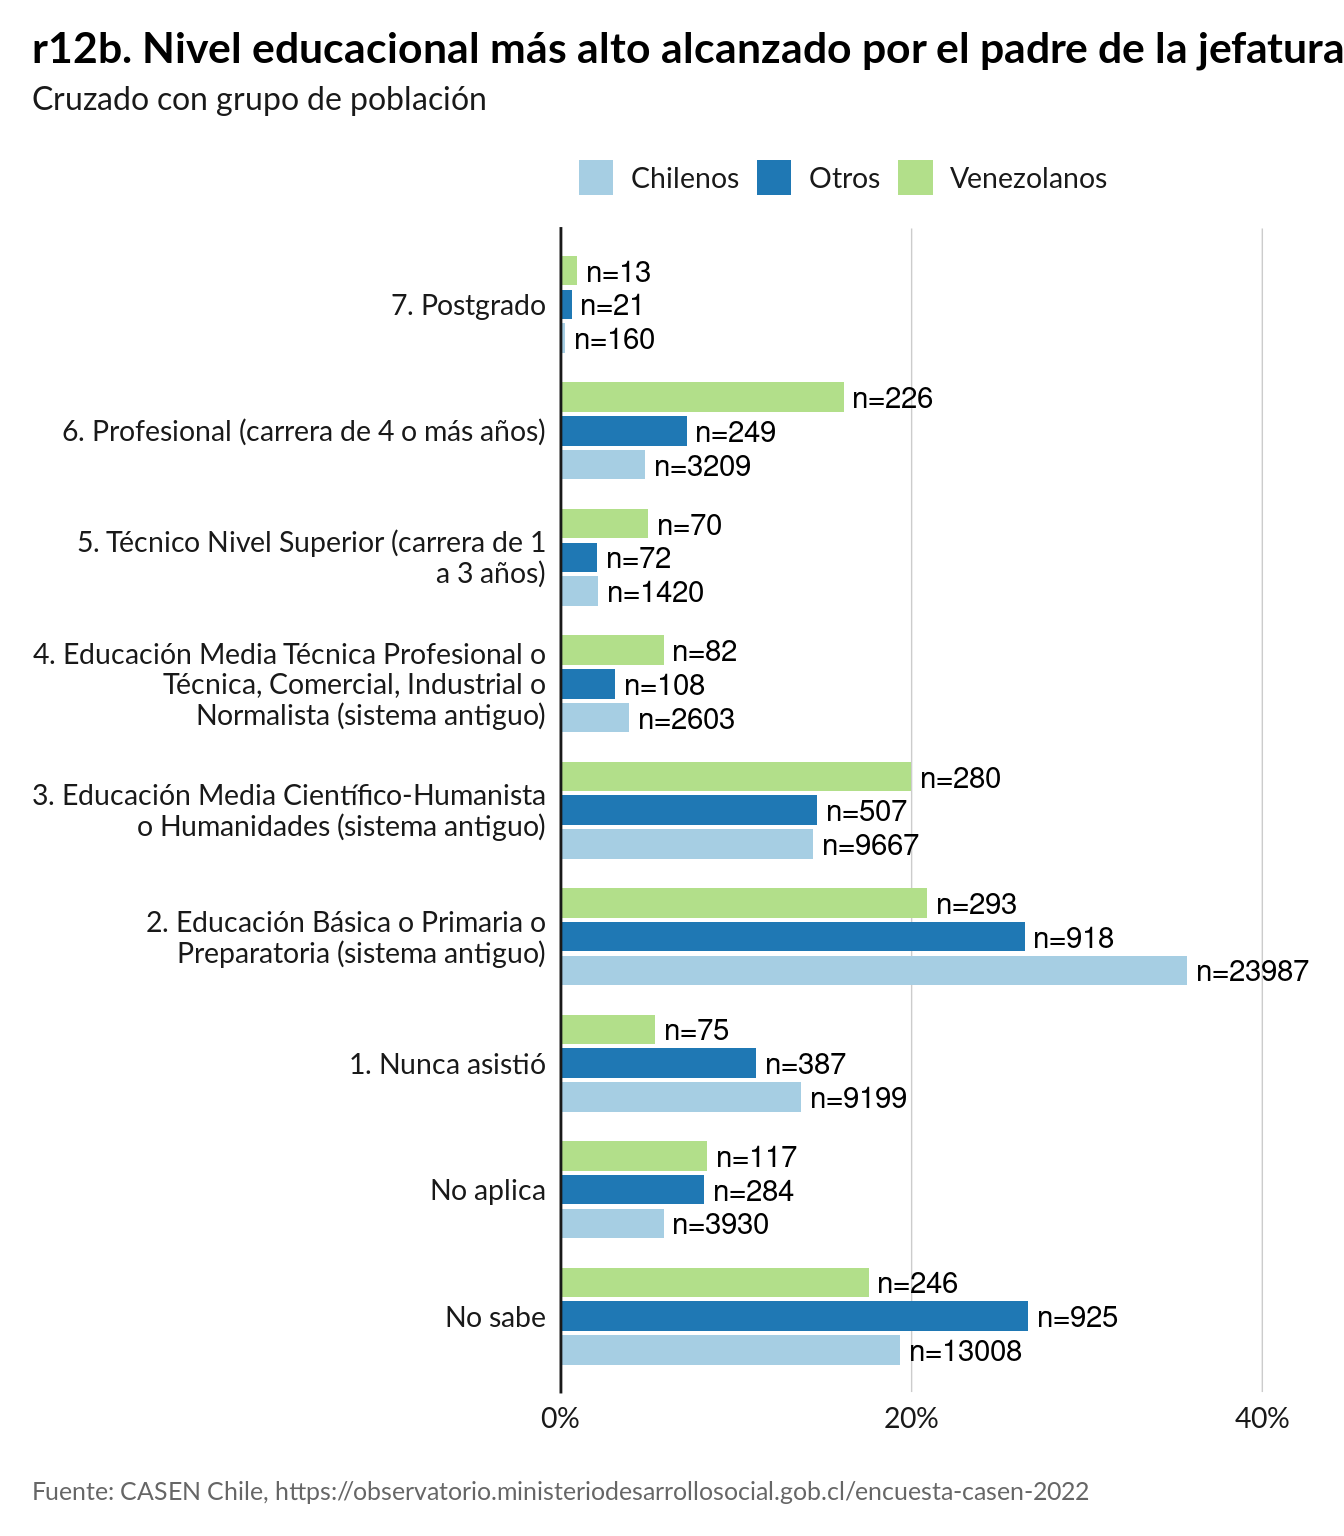 r12b. Nivel educacional más alto alcanzado por el padre de la jefatura
Cruzado con grupo de población
Chilenos Otros Venezolanos
n=13
7. Postgrado n=21
n=160
n=226
6. Profesional (carrera de 4 o más años) n=249
n=3209
n=70
5. Técnico Nivel Superior (carrera de 1
a 3 años)
n=72
n=1420
4. Educación Media Técnica Profesional o
Técnica, Comercial, Industrial o
Normalista (sistema antiguo)
n=82
n=108
n=2603
3. Educación Media Científico-Humanista
o Humanidades (sistema antiguo)
n=280
n=507
n=9667
2. Educación Básica o Primaria o
Preparatoria (sistema antiguo)
n=293
n=918
n=23987
n=75
1. Nunca asistió n=387
n=9199
n=117
No aplica n=284
n=3930
n=246
No sabe n=925
n=13008
0% 20% 40%
Fuente: CASEN Chile, https://observatorio.ministeriodesarrollosocial.gob.cl/encuesta-casen-2022